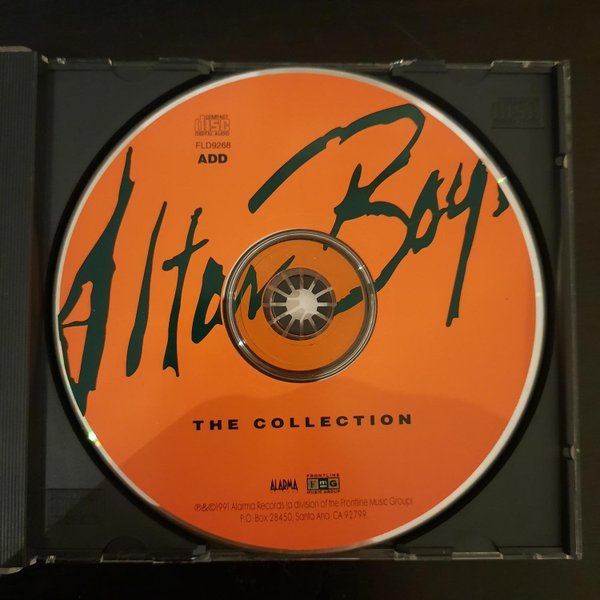 COMPACT
disc
DIGITAL AUDIO
FLD9268
ADD
Altar Boys
THE COLLECTION
ALARMA
FRONTLINE
FMG
MUSIC GROUP
℗&©1991 Alarma Records (a division of the Frontline Music Group)
P.O. Box 28450, Santa Ana, CA 92799